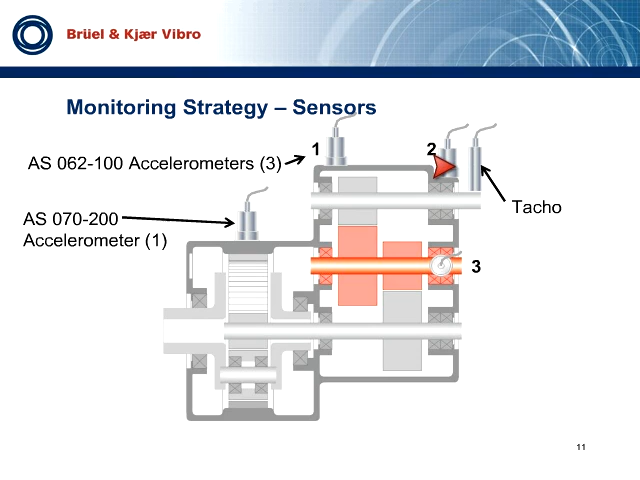 Brüel & Kjær Vibro
Monitoring Strategy – Sensors
1
2
AS 062-100 Accelerometers (3)
Tacho
AS 070-200
Accelerometer (1)
3
11